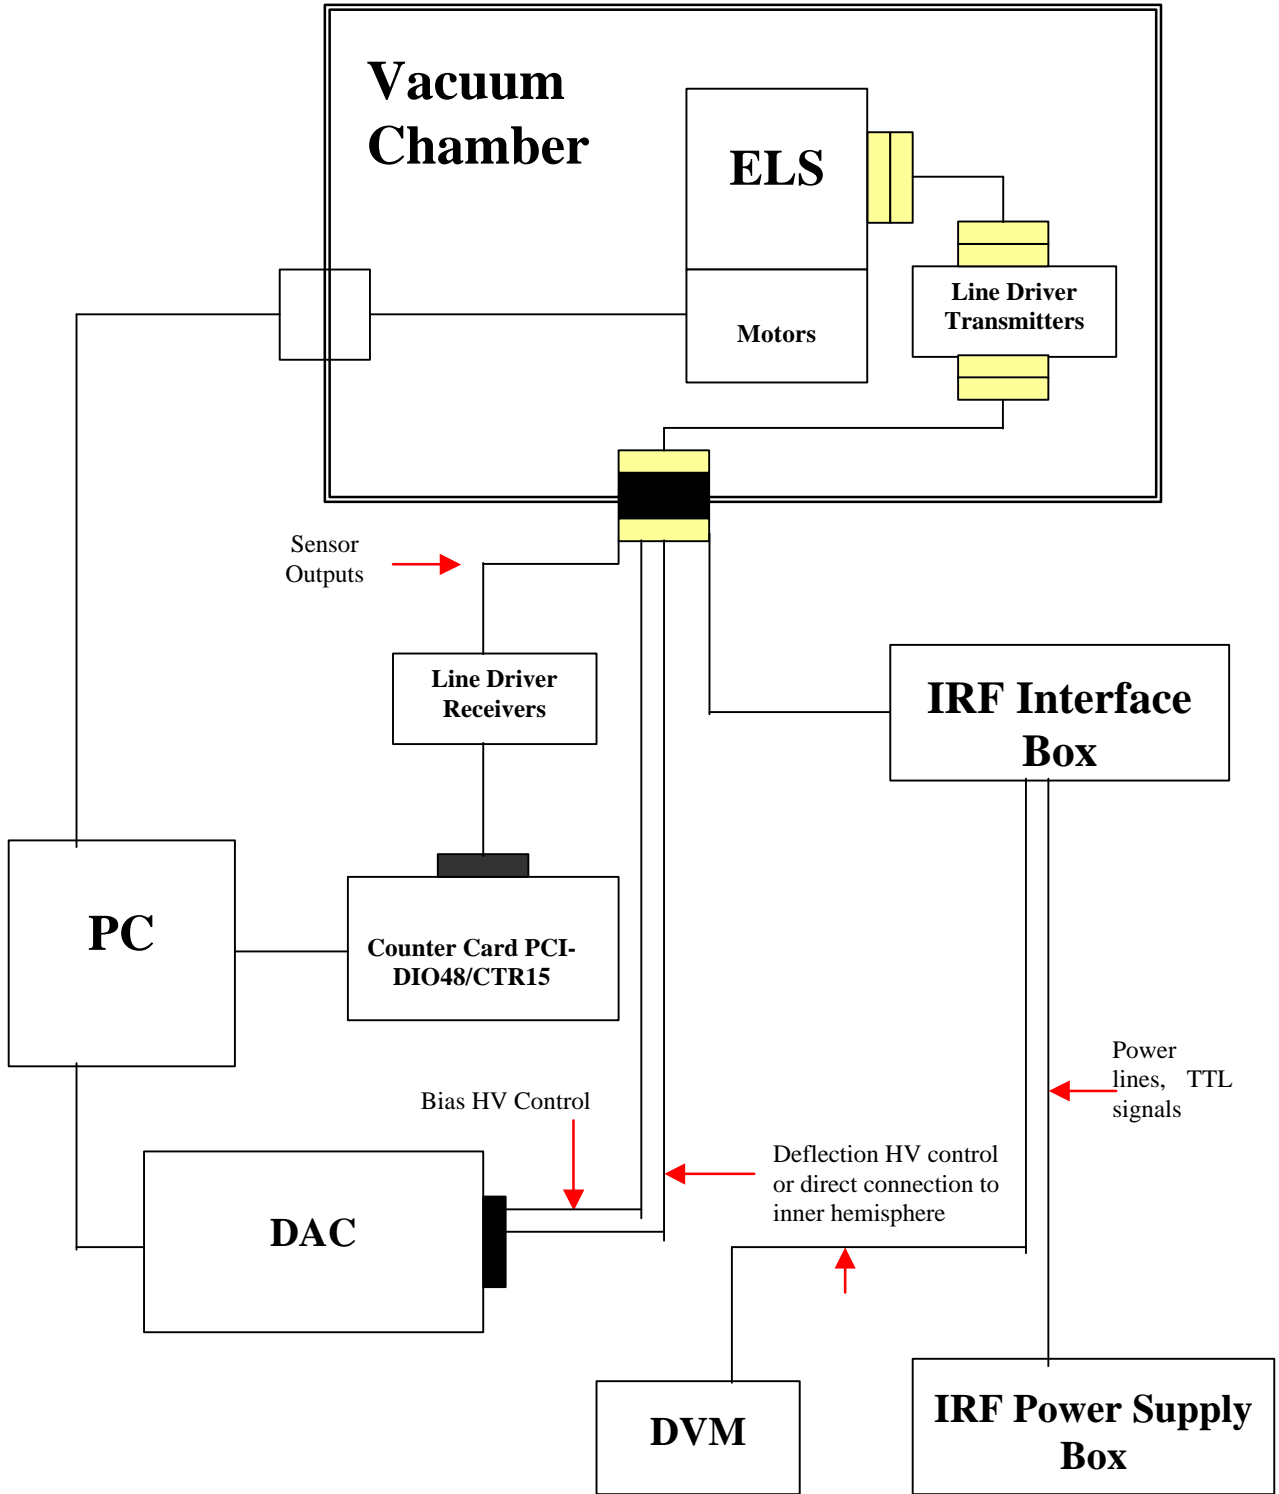 Vacuum
Chamber
ELS
Line Driver
Transmitters
Motors
Sensor
Outputs
Line Driver
Receivers
IRF Interface
Box
PC
Counter Card PCI-
DIO48/CTR15
Power
lines, TTL
signals
Bias HV Control
Deflection HV control
or direct connection to
inner hemisphere
DAC
DVM
IRF Power Supply
Box